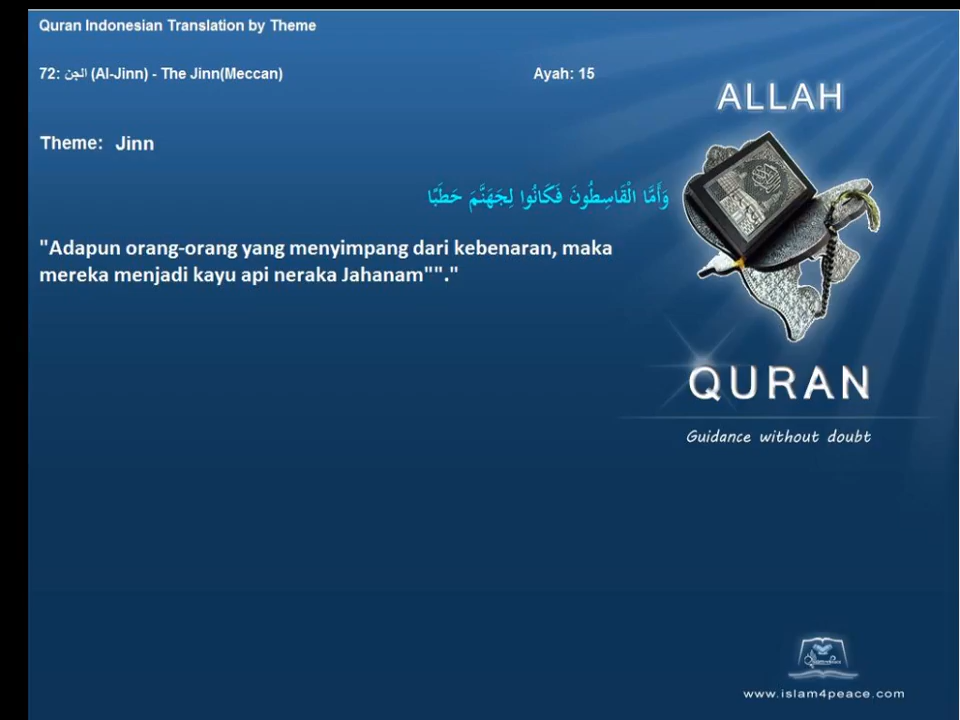 Quran Indonesian Translation by Theme
72: الجن (Al-Jinn) - The Jinn(Meccan) Ayah: 15
ALLAH
Theme: Jinn
وَأَمَّا الْقَاسِطُونَ فَكَانُوا لِجَهَنَّمَ حَطَبًا
"Adapun orang-orang yang menyimpang dari kebenaran, maka
mereka menjadi kayu api neraka Jahanam""."
QURAN
Guidance without doubt
www.islam4peace.com